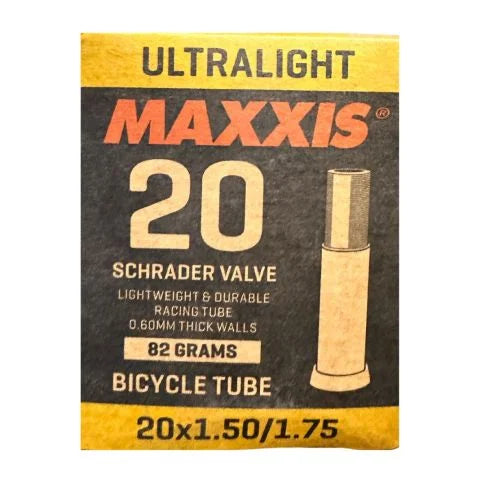 ULTRALIGHT
MAXXIS®
20
SCHRADER VALVE
LIGHTWEIGHT & DURABLE
RACING TUBE
0.60MM THICK WALLS
82 GRAMS
BICYCLE TUBE
20x1.50/1.75